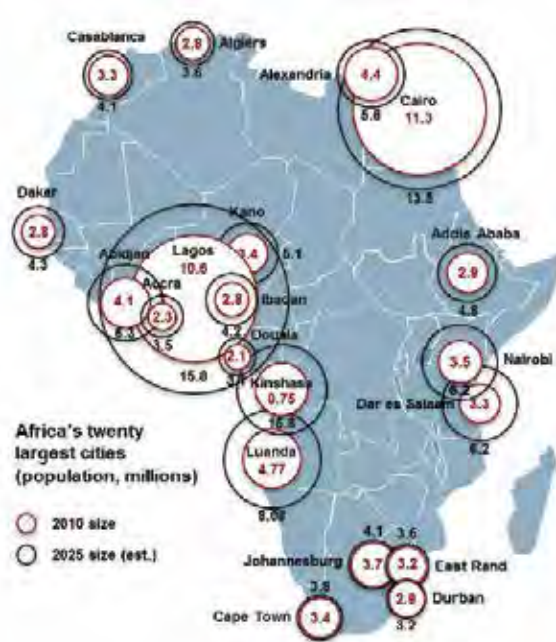 Casablanca
3.3
4.1
2.8
Algiers
3.6
Alexandria
4.4
5.6
Cairo
11.3
13.5
Dakar
2.8
4.3
Kano
3.4
5.1
Lagos
10.6
15.8
Abidjan
4.1
6.3
Accra
2.3
3.5
2.8
Ibadan
4.2
Douala
2.1
Addis Ababa
2.9
4.8
Nairobi
3.5
6.2
Kinshasa
0.75
Dar es Salaam
3.3
6.2
Luanda
4.77
Africa's twenty
largest cities
(population, millions)
2010 size
2025 size (est.)
Johannesburg
4.1
3.7
3.6
3.2
East Rand
2.9
Durban
3.2
3.8
Cape Town
3.4